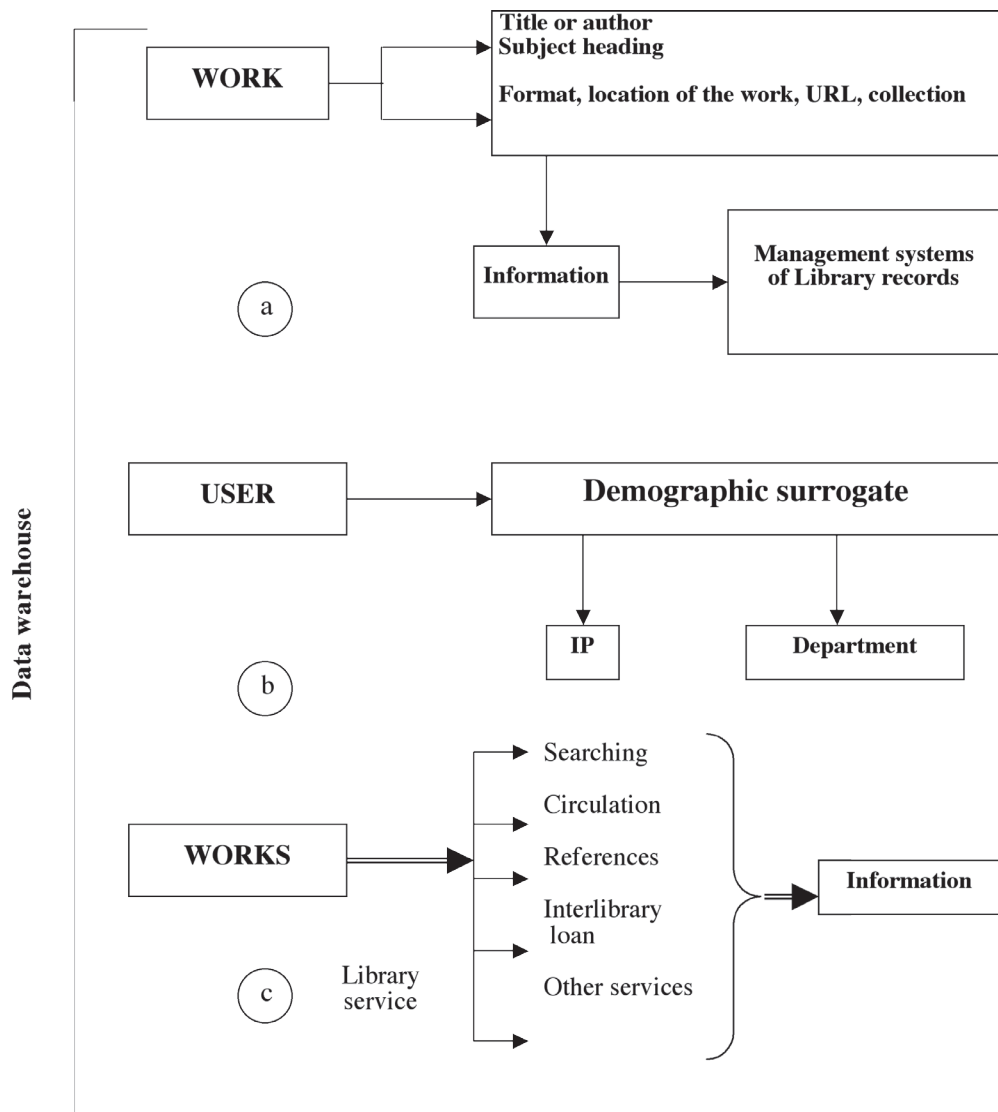 Data warehouse
WORK
Title or author
Subject heading
Format, location of the work, URL, collection
Information
Management systems
of Library records
a
USER
Demographic surrogate
IP
Department
b
WORKS
Library
service
Searching
Circulation
References
Interlibrary
loan
Other services
Information
c